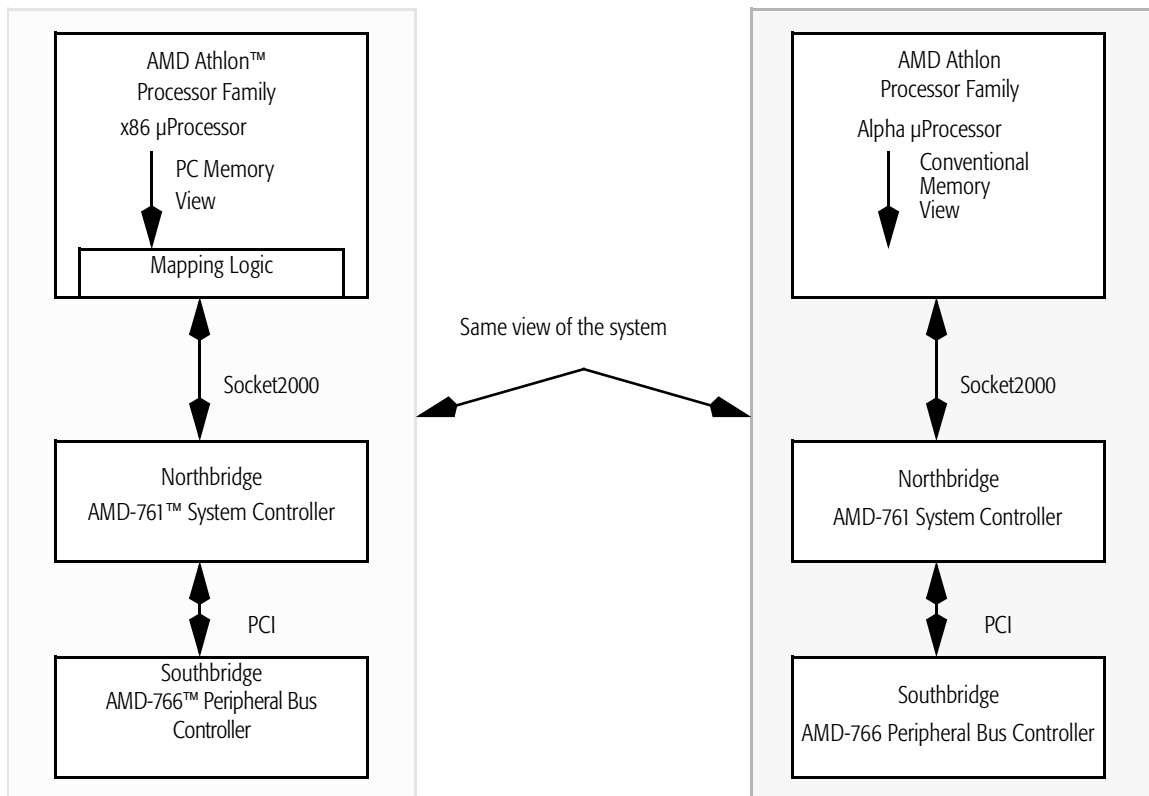 AMD Athlon™
Processor Family
x86 µProcessor
PC Memory
View
Mapping Logic
Socket2000
Northbridge
AMD-761™ System Controller
PCI
Southbridge
AMD-766™ Peripheral Bus
Controller
Same view of the system
AMD Athlon
Processor Family
Alpha µProcessor
Conventional
Memory
View
Socket2000
Northbridge
AMD-761 System Controller
PCI
Southbridge
AMD-766 Peripheral Bus Controller